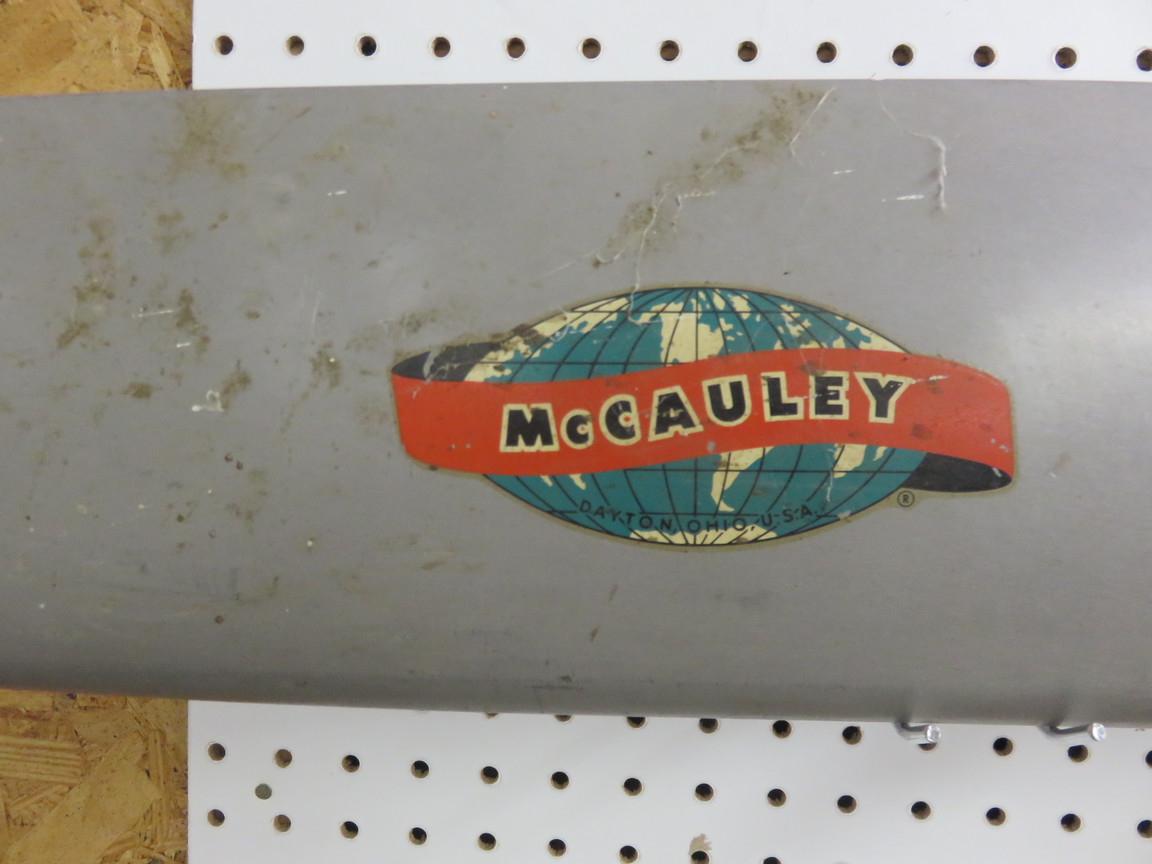 McCAULEY
DAYTON, OHIO, U.S.A.
®